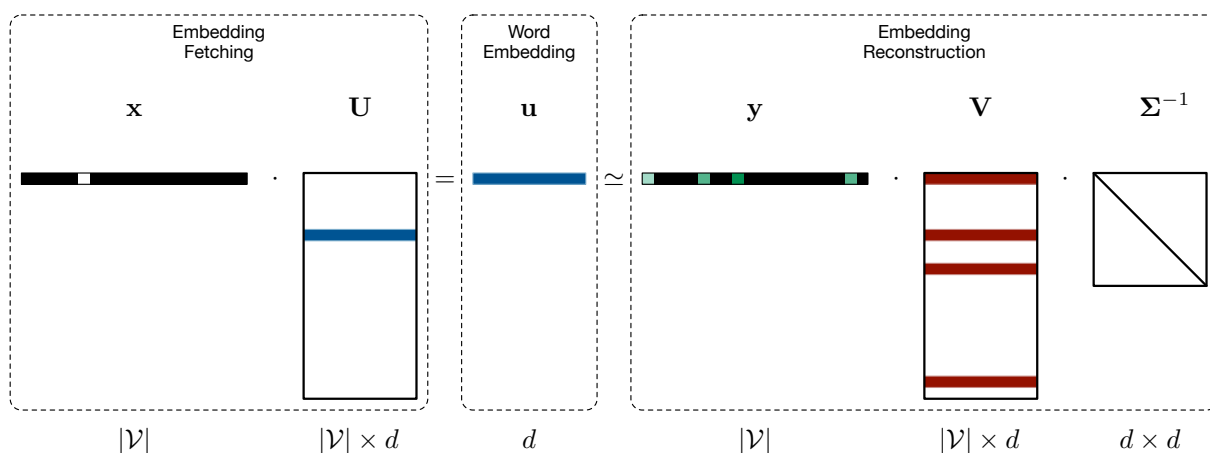 Embedding
Fetching
Word
Embedding
Embedding
Reconstruction
x U u y V Σ⁻¹
· = ≃ · ·
|𝒱| |𝒱| × d d |𝒱| |𝒱| × d d × d